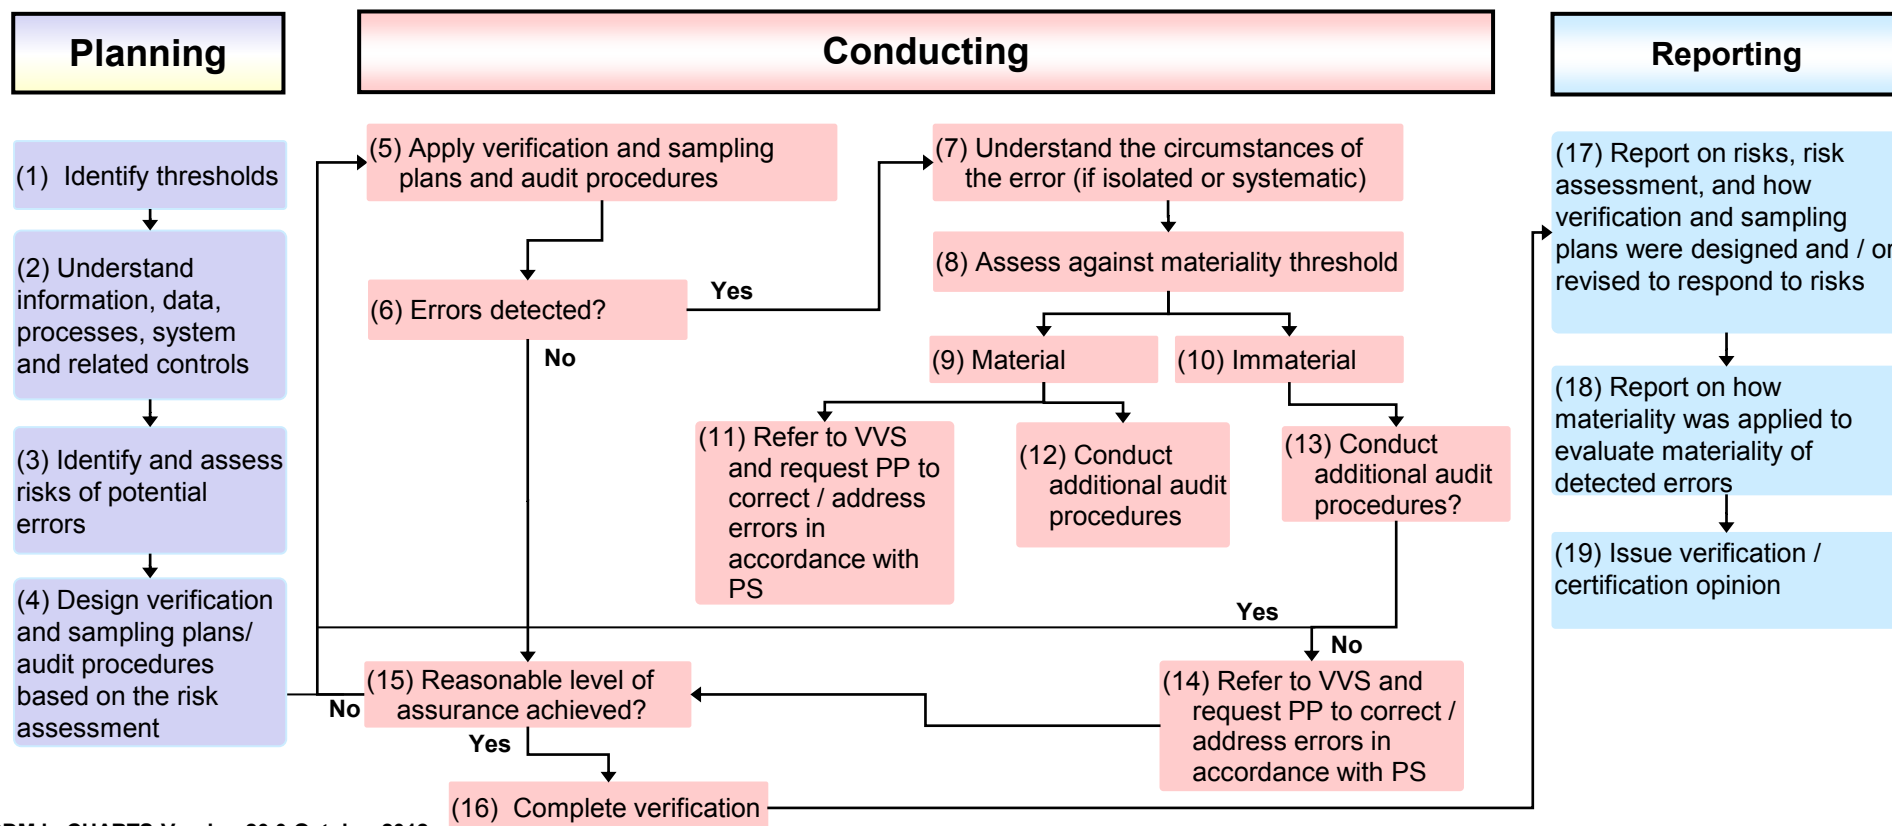 Planning
Conducting
Reporting
(1) Identify thresholds
(2) Understand
information, data,
processes, system
and related controls
(3) Identify and assess
risks of potential
errors
(4) Design verification
and sampling plans/
audit procedures
based on the risk
assessment
(5) Apply verification and sampling
plans and audit procedures
(6) Errors detected?
Yes
No
(7) Understand the circumstances of
the error (if isolated or systematic)
(8) Assess against materiality threshold
(9) Material
(10) Immaterial
(11) Refer to VVS
and request PP to
correct / address
errors in
accordance with
PS
(12) Conduct
additional audit
procedures
(13) Conduct
additional audit
procedures?
Yes
No
(14) Refer to VVS and
request PP to correct /
address errors in
accordance with PS
(15) Reasonable level of
assurance achieved?
No
Yes
(16) Complete verification
(17) Report on risks, risk
assessment, and how
verification and sampling
plans were designed and / or
revised to respond to risks
(18) Report on how
materiality was applied to
evaluate materiality of
detected errors
(19) Issue verification /
certification opinion